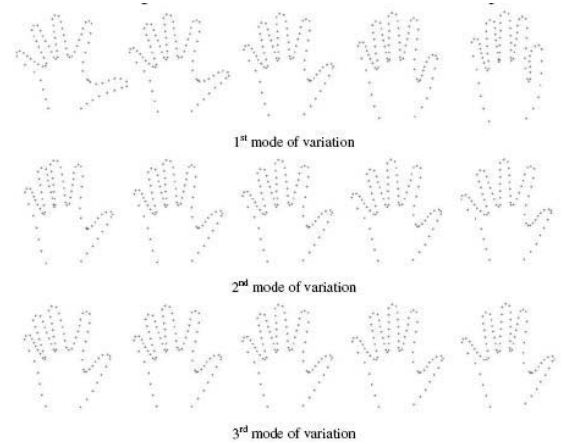 1st mode of variation
2nd mode of variation
3rd mode of variation